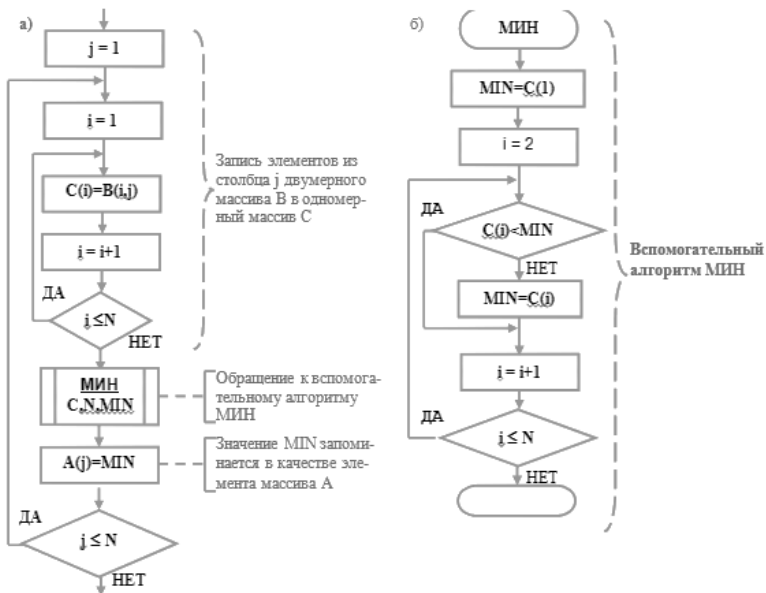 а)
j = 1
i = 1
C(i)=B(i,j)
i = i+1
ДА
i ≤N
НЕТ
Запись элементов из
столбца j двумерного
массива В в одномер-
ный массив С
МИН
C,N,MIN
Обращение к вспомога-
тельному алгоритму
МИН
A(j)=MIN
Значение MIN запоми-
нается в качестве эле-
мента массива А
ДА
j ≤ N
НЕТ
б)
МИН
MIN=C(1)
i = 2
ДА
C(i)<MIN
НЕТ
MIN=C(i)
i = i+1
ДА
i ≤ N
НЕТ
Вспомогательный
алгоритм МИН